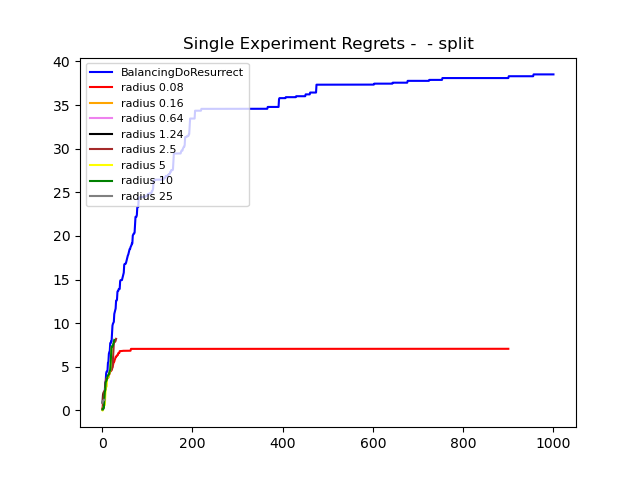 Single Experiment Regrets -  - split
40
35
30
25
20
15
10
5
0
BalancingDoResurrect
radius 0.08
radius 0.16
radius 0.64
radius 1.24
radius 2.5
radius 5
radius 10
radius 25
0 200 400 600 800 1000